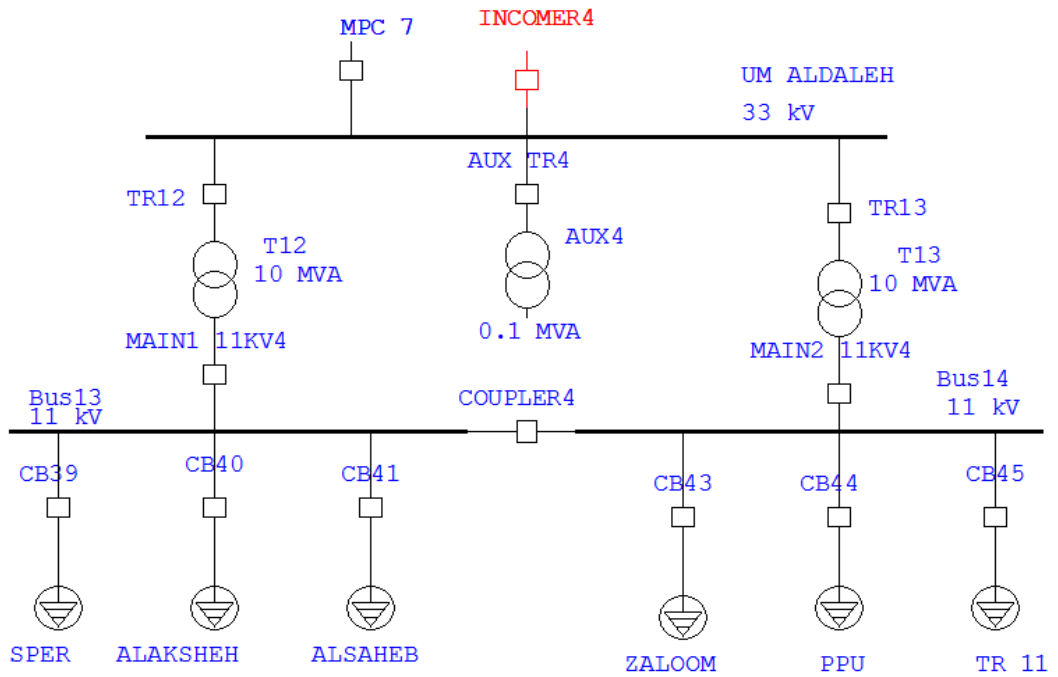 INCOMER4
MPC 7
UM ALDALEH
33 kV
AUX TR4
TR12
TR13
AUX4
T12
10 MVA
T13
10 MVA
0.1 MVA
MAIN1 11KV4
MAIN2 11KV4
Bus13
11 kV
COUPLER4
Bus14
11 kV
CB39
CB40
CB41
CB43
CB44
CB45
SPER
ALAKSHEH
ALSAHEB
ZALOOM
PPU
TR 11